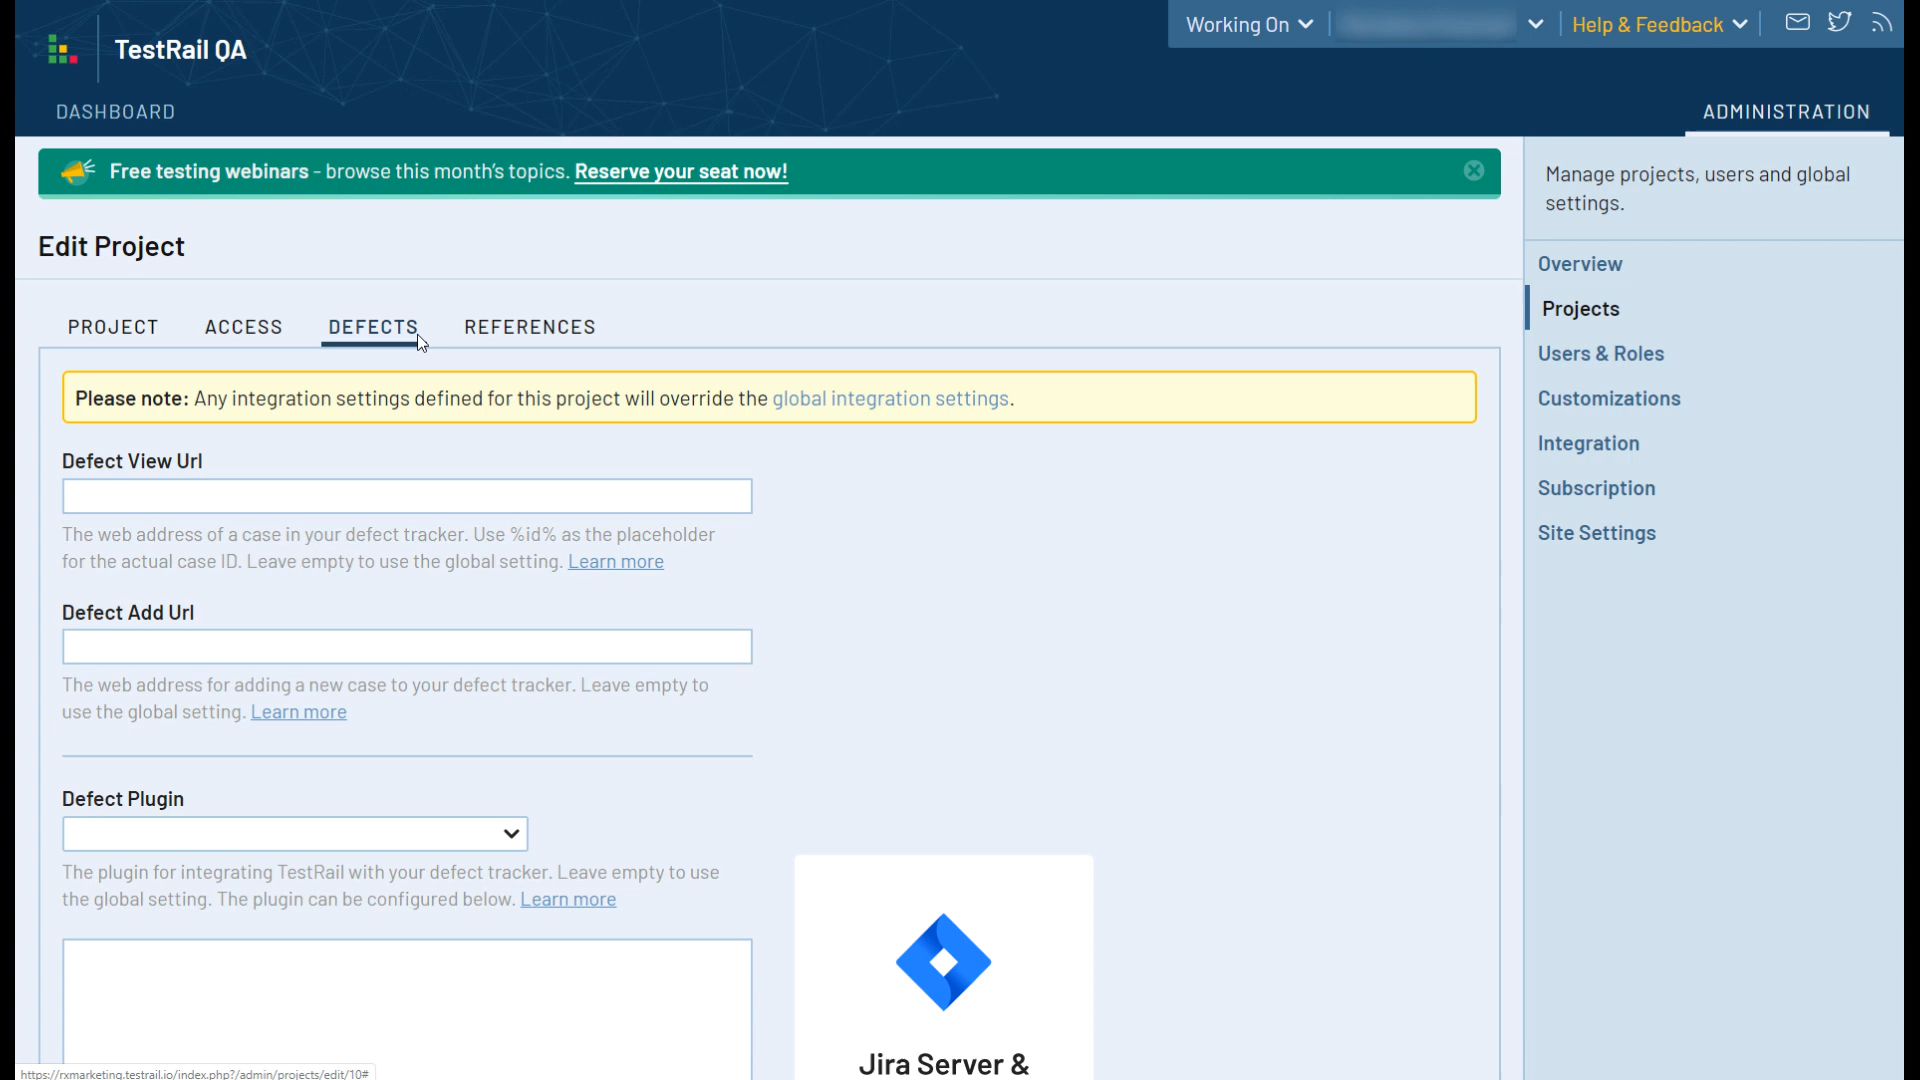 TestRail QA
Working On
Help & Feedback
DASHBOARD
ADMINISTRATION
Free testing webinars - browse this month's topics. Reserve your seat now!
Manage projects, users and global
settings.
Edit Project
Overview
Projects
Users & Roles
Customizations
Integration
Subscription
Site Settings
PROJECT
ACCESS
DEFECTS
REFERENCES
Please note: Any integration settings defined for this project will override the global integration settings.
Defect View Url
The web address of a case in your defect tracker. Use %id% as the placeholder
for the actual case ID. Leave empty to use the global setting. Learn more
Defect Add Url
The web address for adding a new case to your defect tracker. Leave empty to
use the global setting. Learn more
Defect Plugin
The plugin for integrating TestRail with your defect tracker. Leave empty to use
the global setting. The plugin can be configured below. Learn more
Jira Server &
https://rxmarketing.testrail.io/index.php?/admin/projects/edit/10#